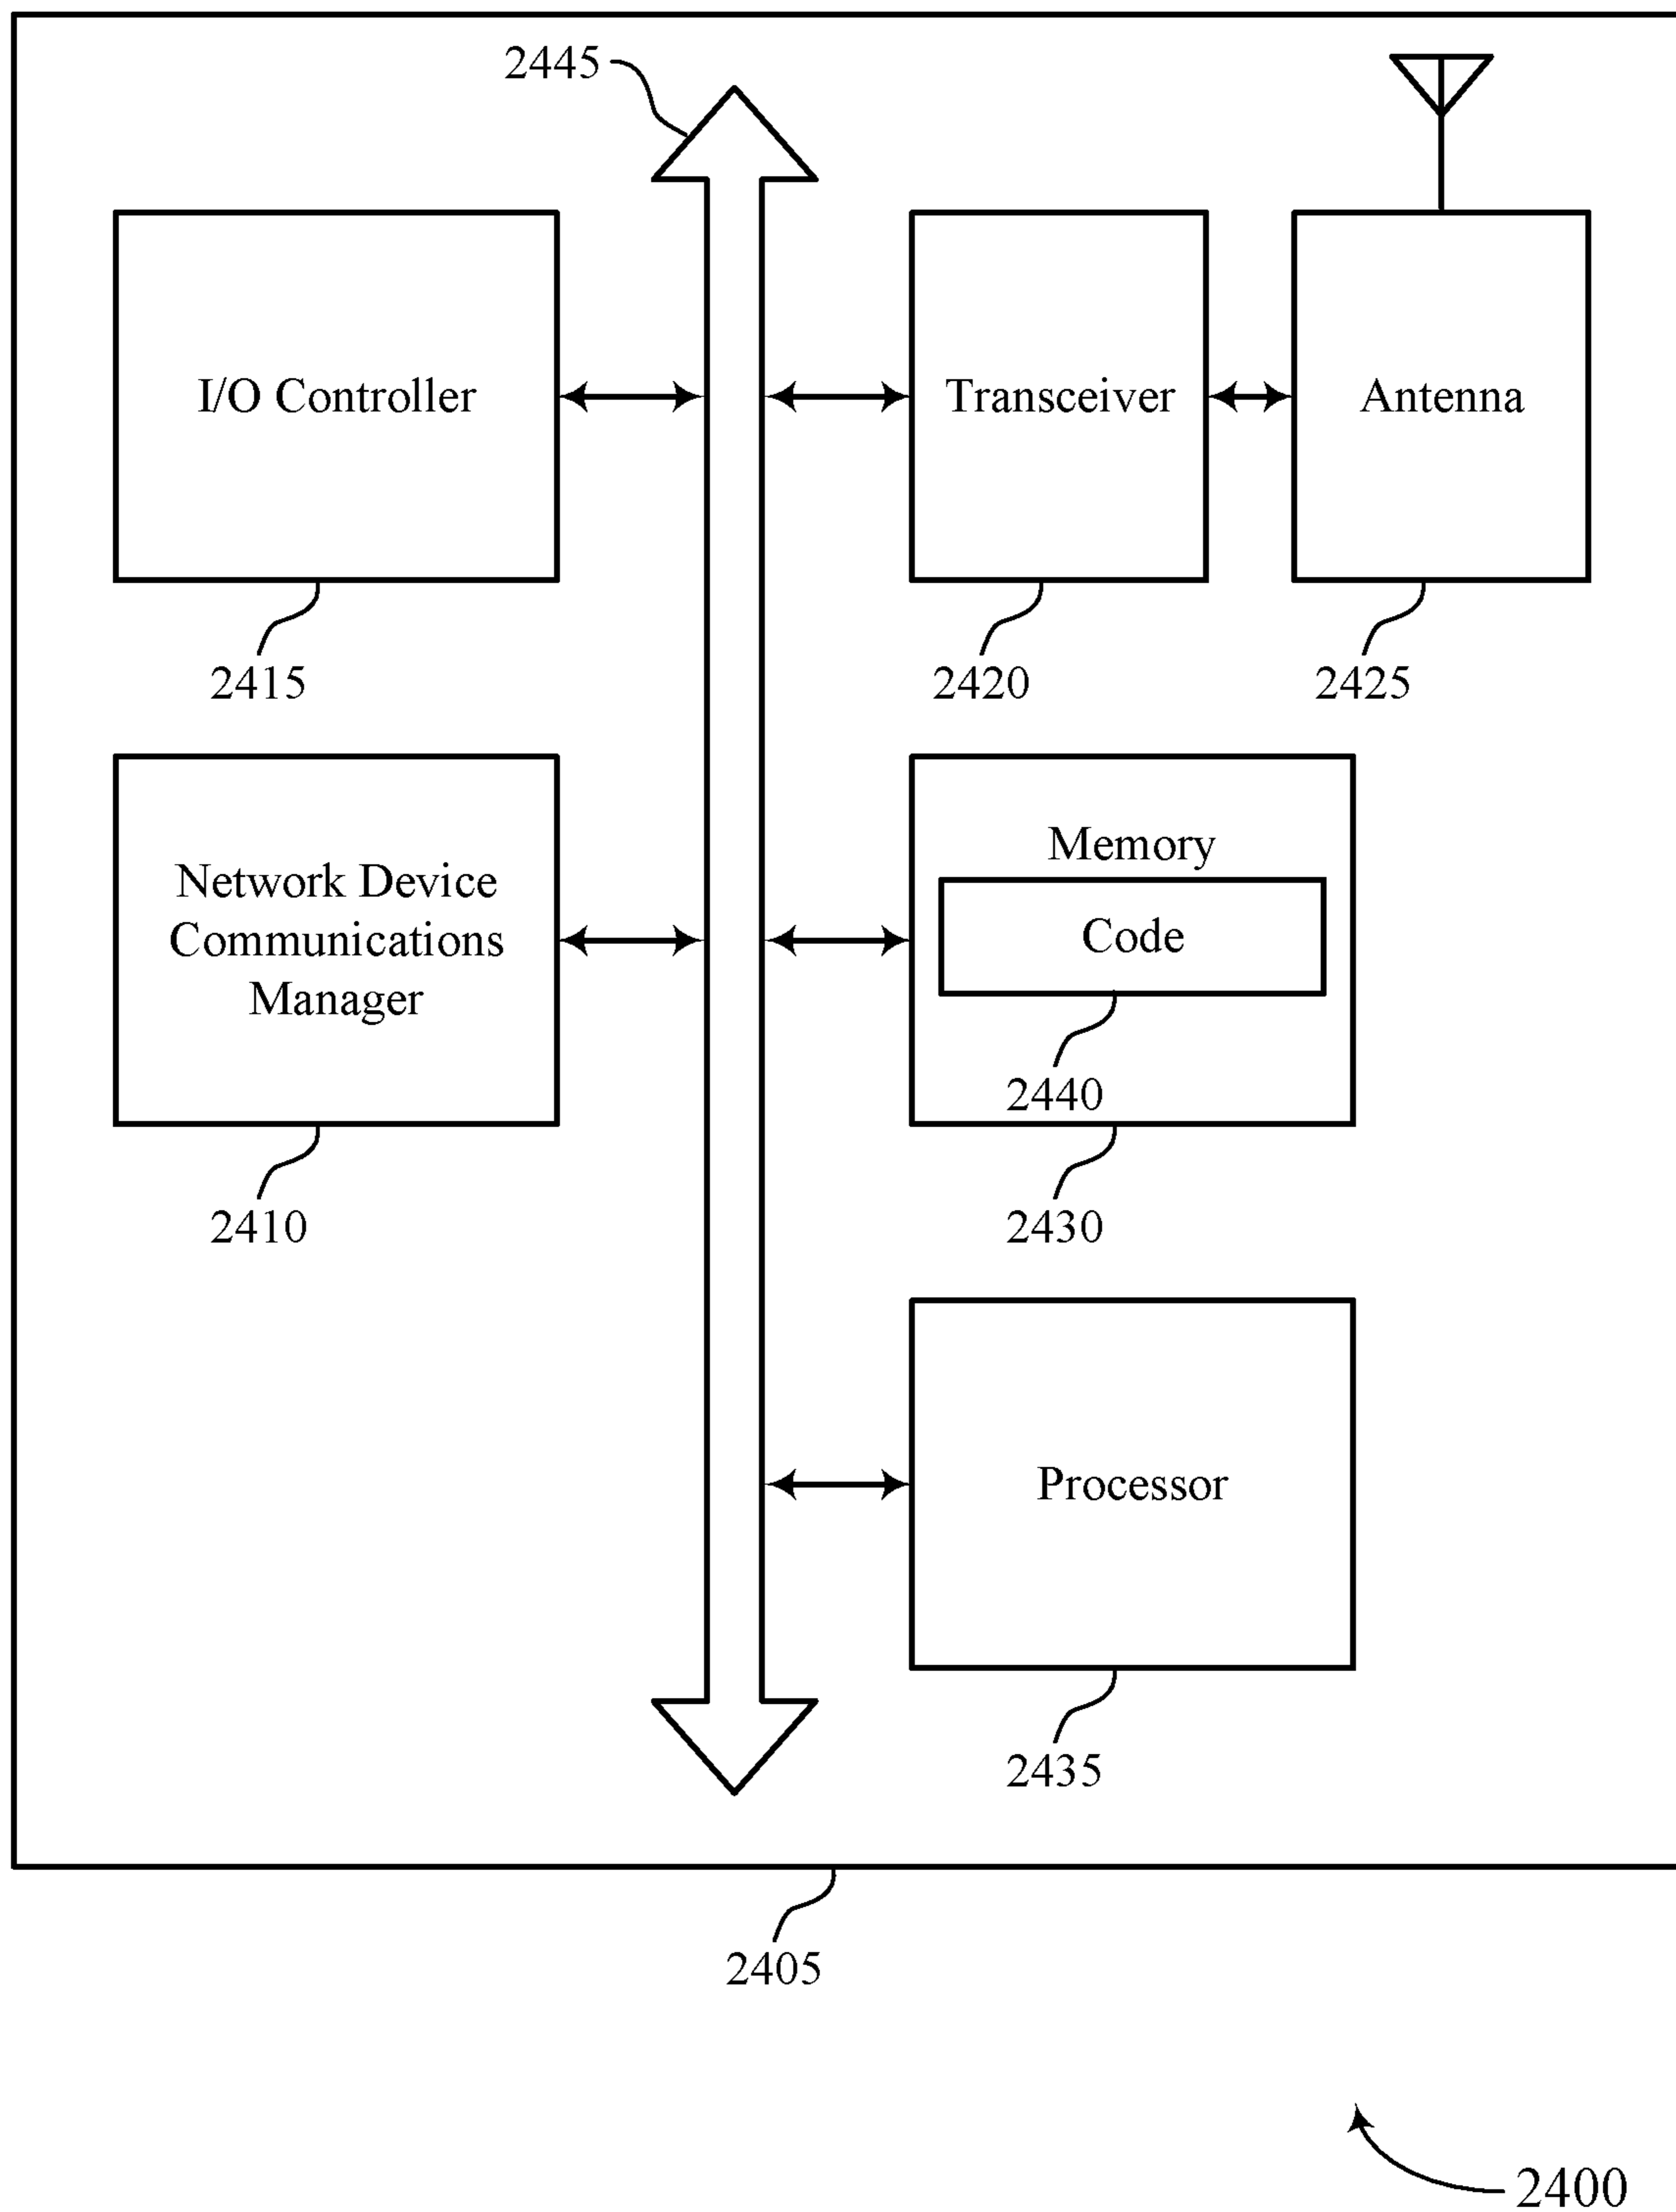 2445
I/O Controller
Transceiver
Antenna
2415
2420
2425
Network Device
Communications
Manager
Memory
Code
2440
2410
2430
Processor
2435
2405
2400